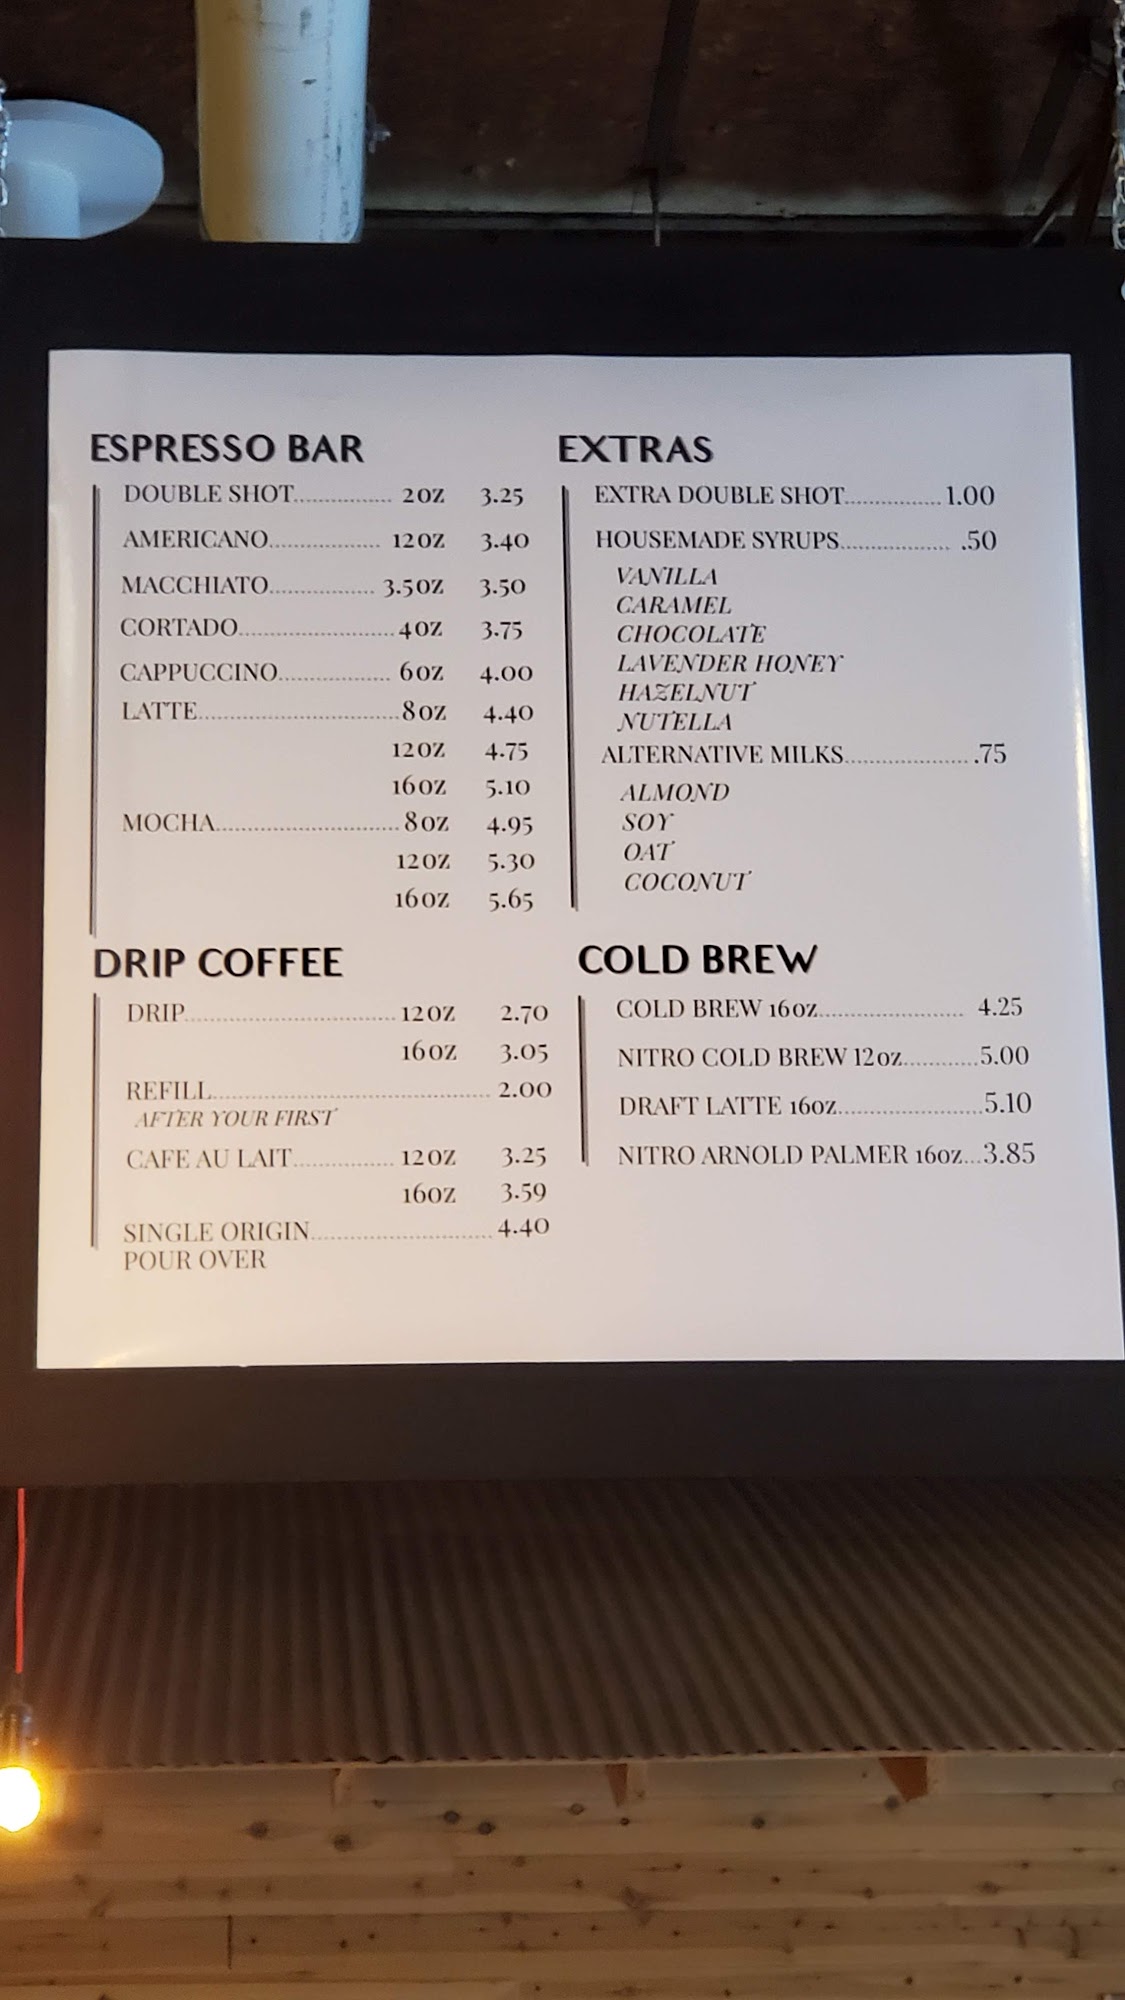 ESPRESSO BAR
DOUBLE SHOT................ 2OZ 3.25
AMERICANO.................. 12OZ 3.40
MACCHIATO................. 3.5OZ 3.50
CORTADO.........................4OZ 3.75
CAPPUCCINO.................. 6OZ 4.00
LATTE................................8OZ 4.40
12OZ 4.75
16OZ 5.10
MOCHA..............................8OZ 4.95
12OZ 5.30
16OZ 5.65
DRIP COFFEE
DRIP..................................12OZ 2.70
16OZ 3.05
REFILL............................................. 2.00
AFTER YOUR FIRST
CAFE AU LAIT................ 12OZ 3.25
16OZ 3.59
SINGLE ORIGIN............................. 4.40
POUR OVER
EXTRAS
EXTRA DOUBLE SHOT................1.00
HOUSEMADE SYRUPS.................. .50
VANILLA
CARAMEL
CHOCOLATE
LAVENDER HONEY
HAZELNUT
NUTELLA
ALTERNATIVE MILKS.................... .75
ALMOND
SOY
OAT
COCONUT
COLD BREW
COLD BREW 16oz........................ 4.25
NITRO COLD BREW 12oz............5.00
DRAFT LATTE 16oz........................5.10
NITRO ARNOLD PALMER 16oz...3.85